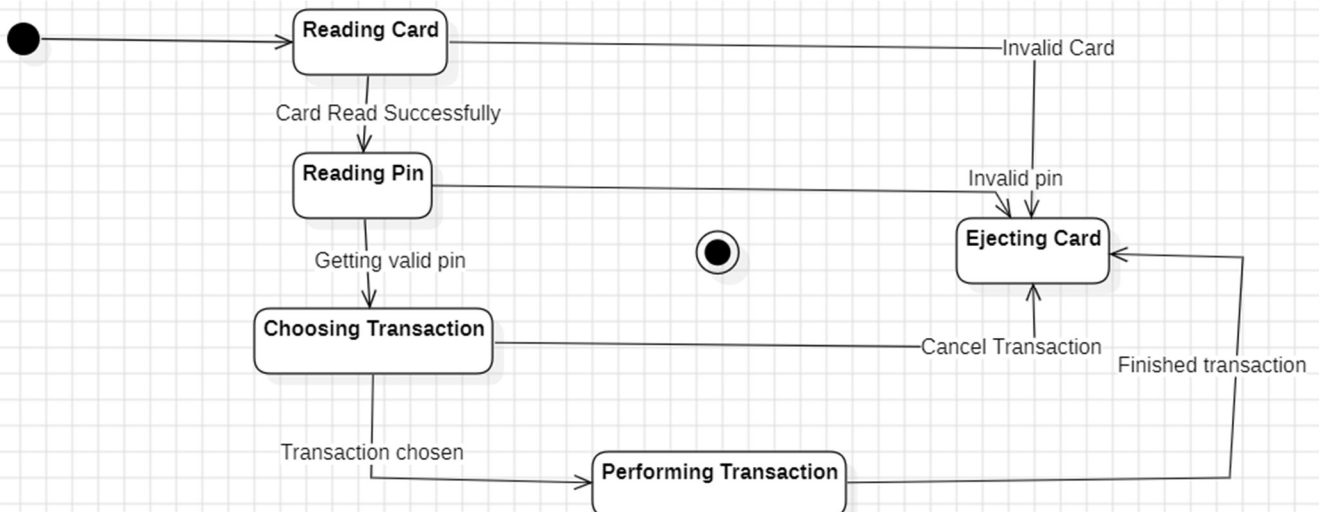 Reading Card
Invalid Card
Card Read Successfully
Reading Pin
Invalid pin
Getting valid pin
Ejecting Card
Choosing Transaction
Cancel Transaction
Finished transaction
Transaction chosen
Performing Transaction